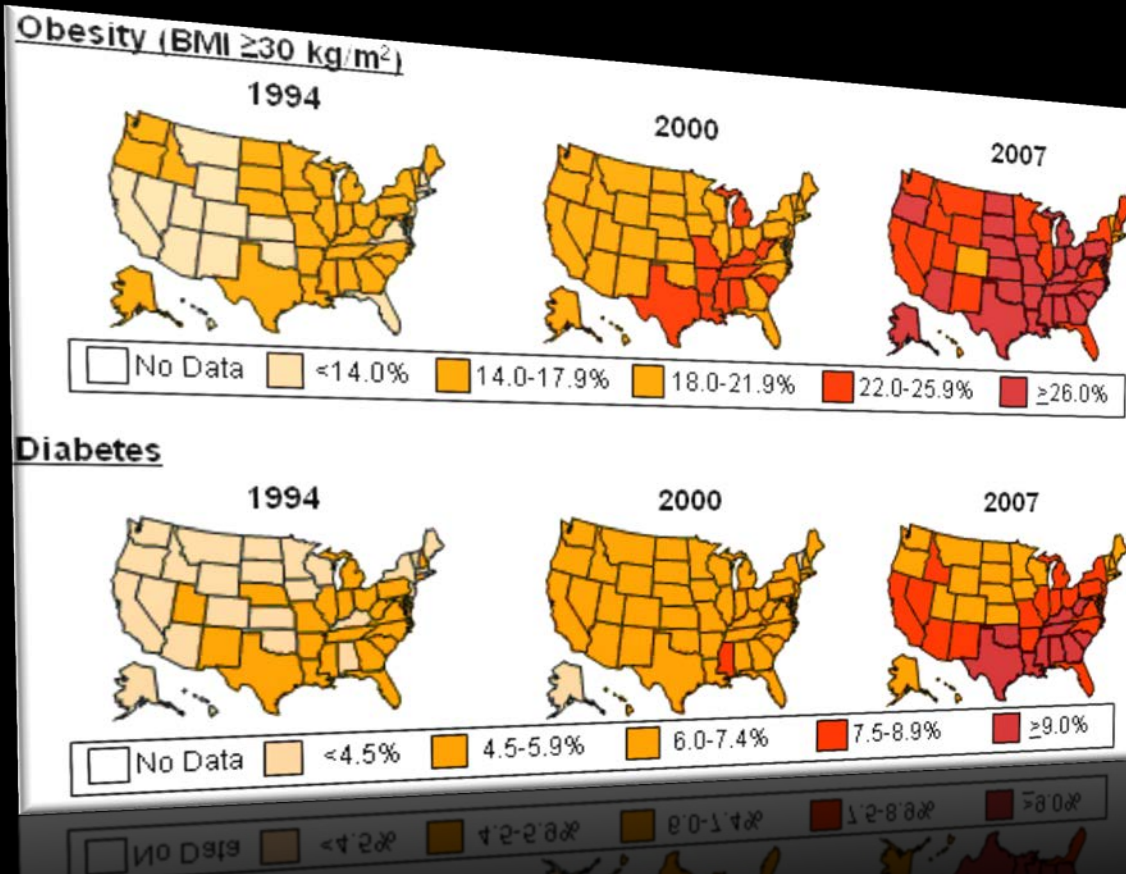 Obesity (BMI ≥30 kg/m²)
1994
2000
2007
No Data <14.0% 14.0-17.9% 18.0-21.9% 22.0-25.9% ≥26.0%
Diabetes
1994
2000
2007
No Data <4.5% 4.5-5.9% 6.0-7.4% 7.5-8.9% ≥9.0%